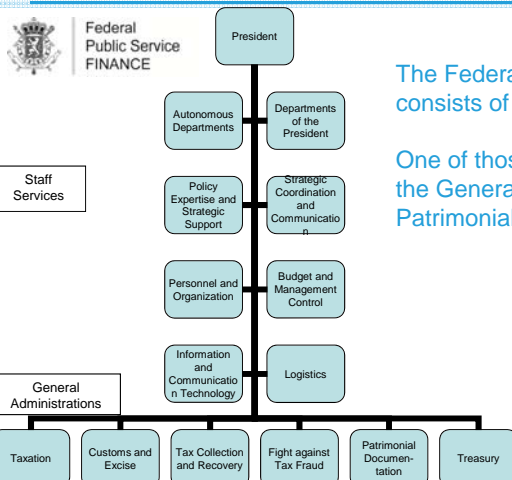 Federal
Public Service
FINANCE
President
The Federa
consists of
One of thos
the General
Patrimonial
Autonomous
Departments
Departments
of the
President
Staff
Services
Policy
Expertise and
Strategic
Support
Strategic
Coordination
and
Communicatio
n
Personnel and
Organization
Budget and
Management
Control
Information
and
Communicatio
n Technology
Logistics
General
Administrations
Taxation
Customs and
Excise
Tax Collection
and Recovery
Fight against
Tax Fraud
Patrimonial
Documen-
tation
Treasury